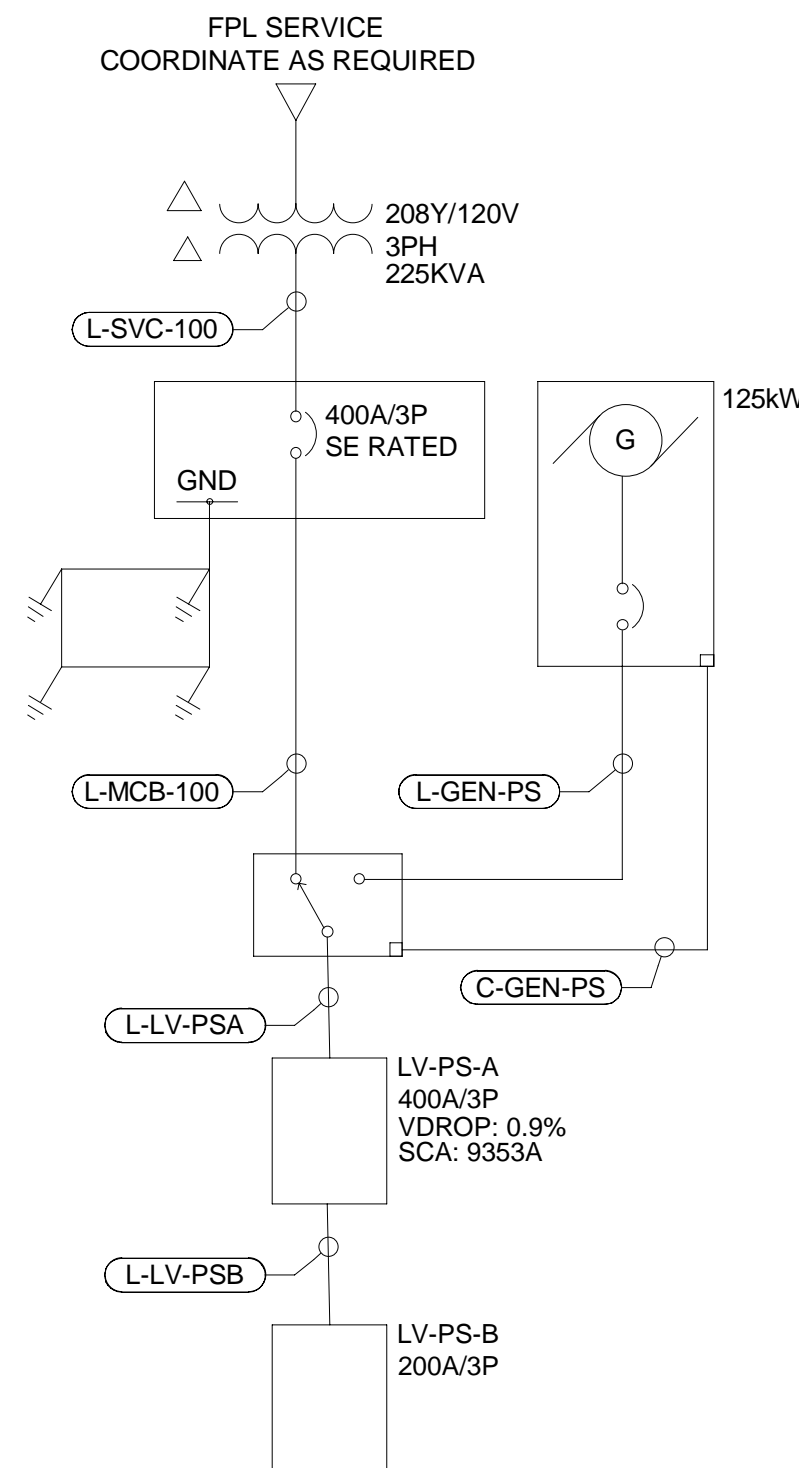 FPL SERVICE
COORDINATE AS REQUIRED
208Y/120V
3PH
225KVA
L-SVC-100
400A/3P
SE RATED
GND
G
125kW
L-MCB-100
L-GEN-PS
C-GEN-PS
L-LV-PSA
LV-PS-A
400A/3P
VDROP: 0.9%
SCA: 9353A
L-LV-PSB
LV-PS-B
200A/3P